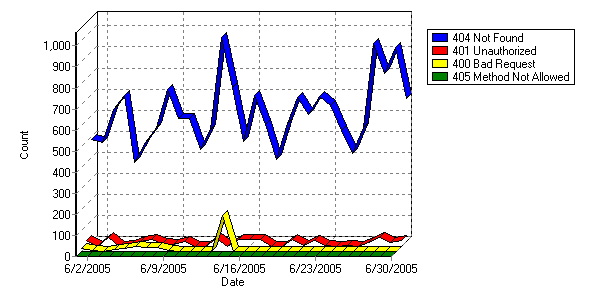 1,000
900
800
700
600
500
400
300
200
100
0
Count
6/2/2005 6/9/2005 6/16/2005 6/23/2005 6/30/2005
Date
404 Not Found
401 Unauthorized
400 Bad Request
405 Method Not Allowed